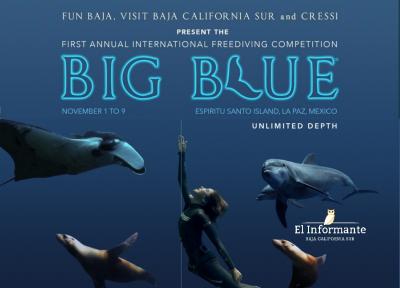 FUN BAJA, VISIT BAJA CALIFORNIA SUR and CRESSI
PRESENT THE
FIRST ANNUAL INTERNATIONAL FREEDIVING COMPETITION
BIG BLUE
NOVEMBER 1 TO 9
ESPIRITU SANTO ISLAND, LA PAZ, MEXICO
UNLIMITED DEPTH
El Informante
BAJA CALIFORNIA SUR